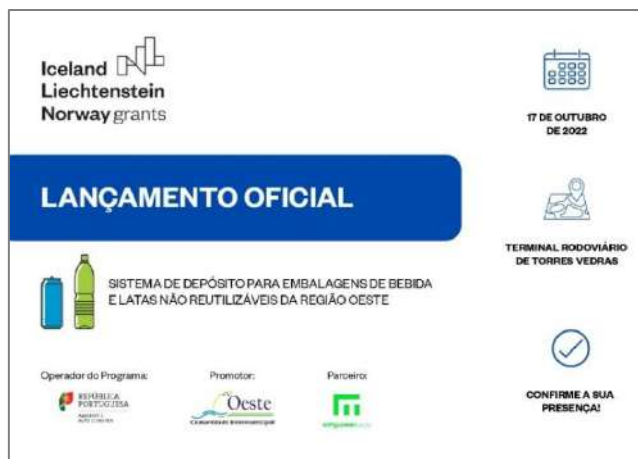 Iceland
Liechtenstein
Norway grants
LANÇAMENTO OFICIAL
SISTEMA DE DEPÓSITO PARA EMBALAGENS DE BEBIDA
E LATAS NÃO REUTILIZÁVEIS DA REGIÃO OESTE
Operador do Programa:
Promotor:
Parceiro:
REPÚBLICA
PORTUGUESA
Oeste
Comunidade Intermunicipal
17 DE OUTUBRO
DE 2022
TERMINAL RODOVIÁRIO
DE TORRES VEDRAS
CONFIRME A SUA
PRESENÇA!